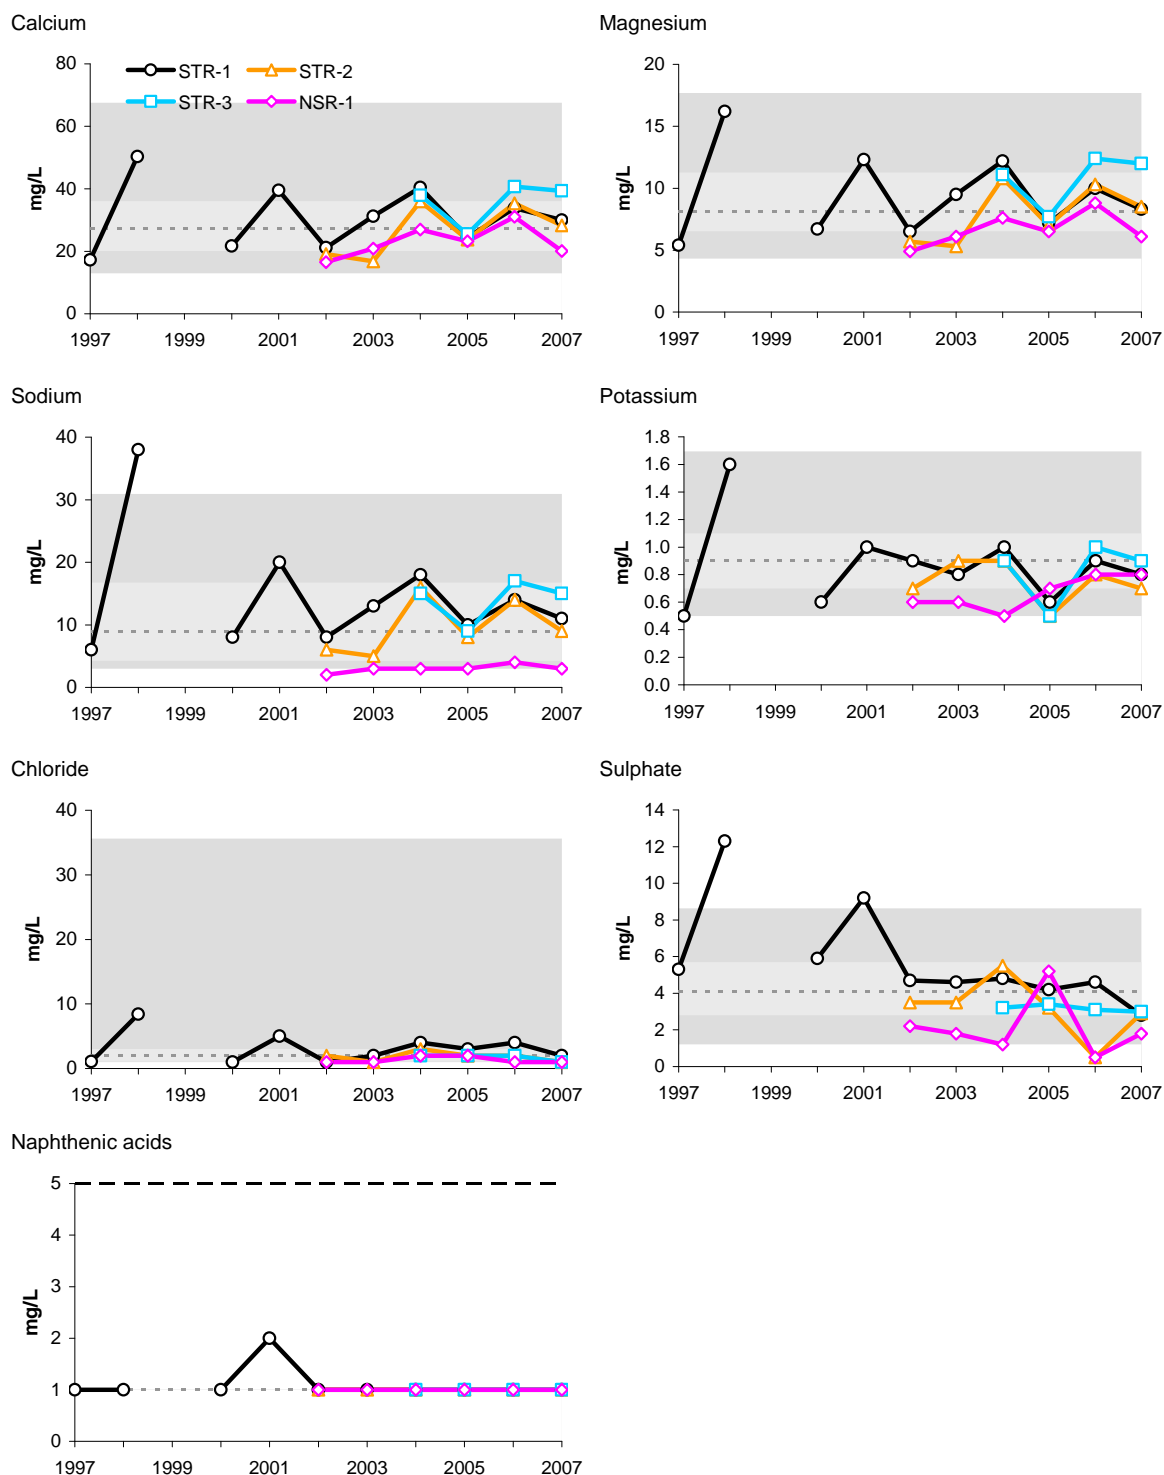 Calcium
80
60
40
20
0
mg/L
STR-1 STR-2
STR-3 NSR-1
1997 1999 2001 2003 2005 2007
Magnesium
20
15
10
5
0
mg/L
1997 1999 2001 2003 2005 2007
Sodium
40
30
20
10
0
mg/L
1997 1999 2001 2003 2005 2007
Potassium
1.8
1.6
1.4
1.2
1.0
0.8
0.6
0.4
0.2
0.0
mg/L
1997 1999 2001 2003 2005 2007
Chloride
40
30
20
10
0
mg/L
1997 1999 2001 2003 2005 2007
Sulphate
14
12
10
8
6
4
2
0
mg/L
1997 1999 2001 2003 2005 2007
Naphthenic acids
5
4
3
2
1
0
mg/L
1997 1999 2001 2003 2005 2007